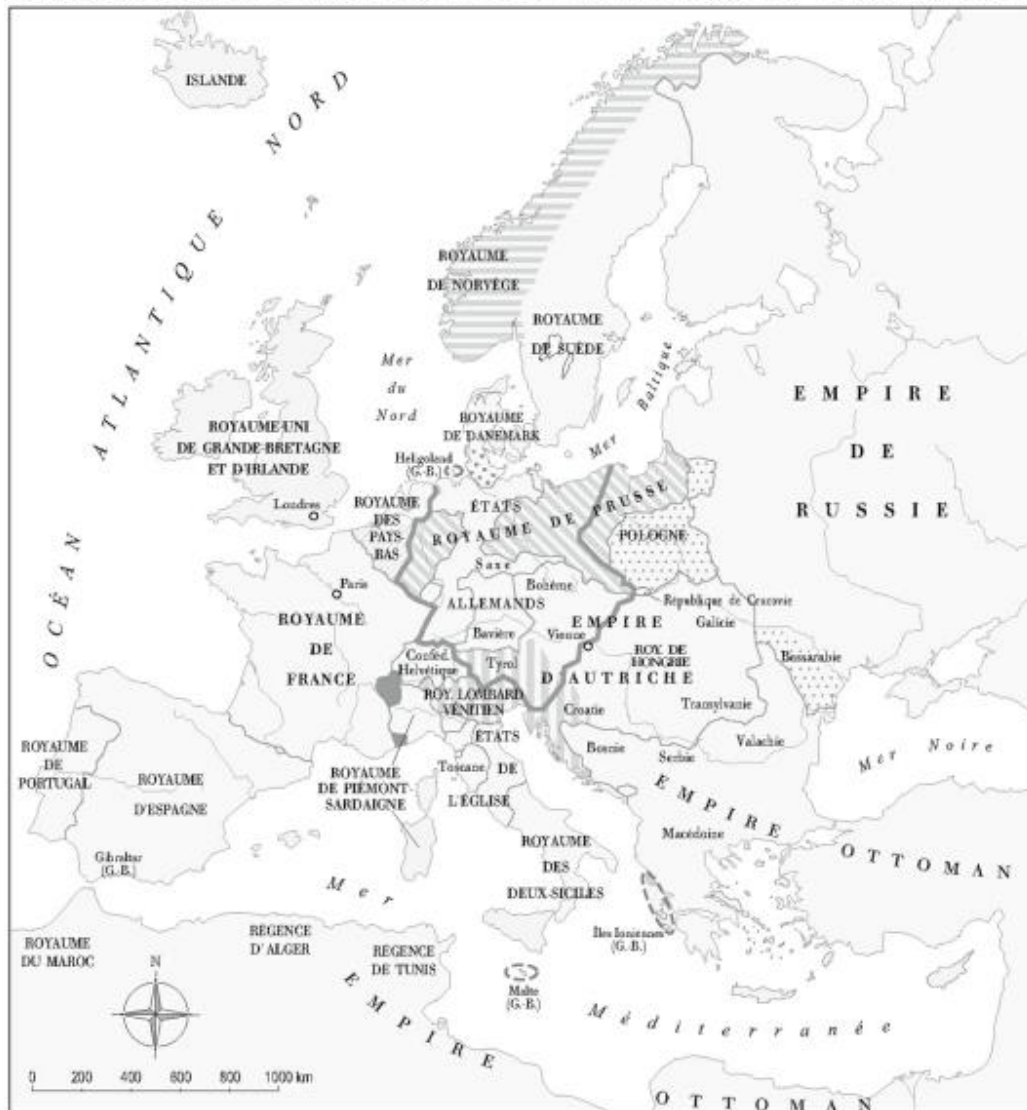 ISLANDE
OCÉAN ATLANTIQUE NORD
ROYAUME
DE NORVÈGE
ROYAUME
DE SUÈDE
Mer
du
Nord
Mer Baltique
ROYAUME
DE DANEMARK
Helgoland
(G.-B.)
ROYAUME-UNI
DE GRANDE-BRETAGNE
ET D'IRLANDE
Londres
ROYAUME
DES
PAYS-
BAS
ÉTATS
ALLEMANDS
ROYAUME DE PRUSSE
Saxe
POLOGNE
EMPIRE
DE
RUSSIE
Paris
ROYAUME
DE
FRANCE
Bohême
République de Cracovie
Galicie
Bavière
Vienne
EMPIRE
D'AUTRICHE
ROY. DE
HONGRIE
Bessarabie
Conféd.
Helvétique
Tyrol
ROY. LOMBARD
VÉNITIEN
Croatie
Transylvanie
Valachie
Bosnie
Serbie
Mer Noire
ROYAUME
DE
PORTUGAL
ROYAUME
D'ESPAGNE
Gibraltar
(G.-B.)
ROYAUME
DE PIÉMONT-
SARDAIGNE
Toscane
ÉTATS
DE
L'ÉGLISE
ROYAUME
DES
DEUX-SICILES
Macédoine
EMPIRE
OTTOMAN
Îles Ioniennes
(G.-B.)
Malte
(G.-B.)
Mer Méditerranée
ROYAUME
DU MAROC
RÉGENCE
D'ALGER
RÉGENCE
DE TUNIS
EMPIRE
OTTOMAN
N
0 200 400 600 800 1000 km